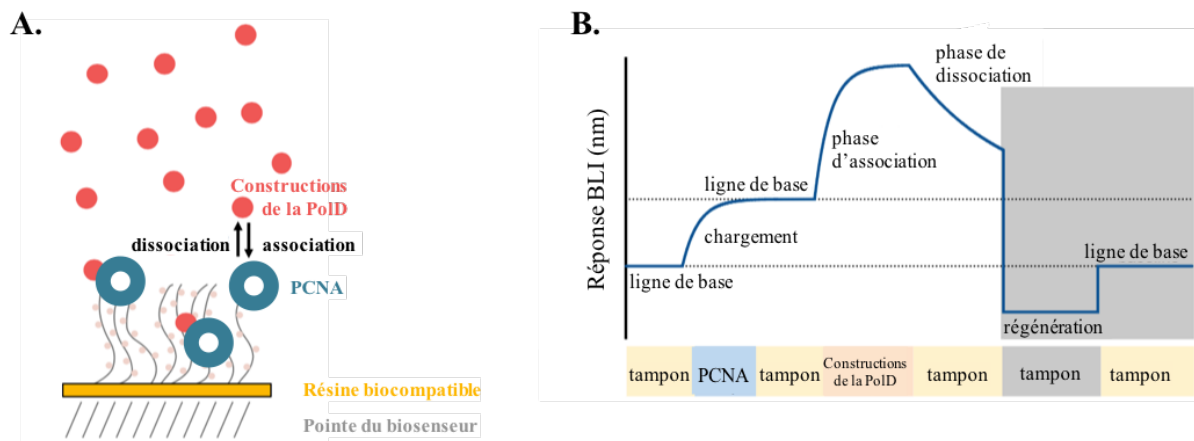 A.
Constructions
de la PolD
dissociation
association
PCNA
Résine biocompatible
Pointe du biosenseur
B.
Réponse BLI (nm)
phase de
dissociation
phase
d'association
ligne de base
chargement
ligne de base
ligne de base
régénération
tampon
PCNA
tampon
Constructions
de la PolD
tampon
tampon
tampon